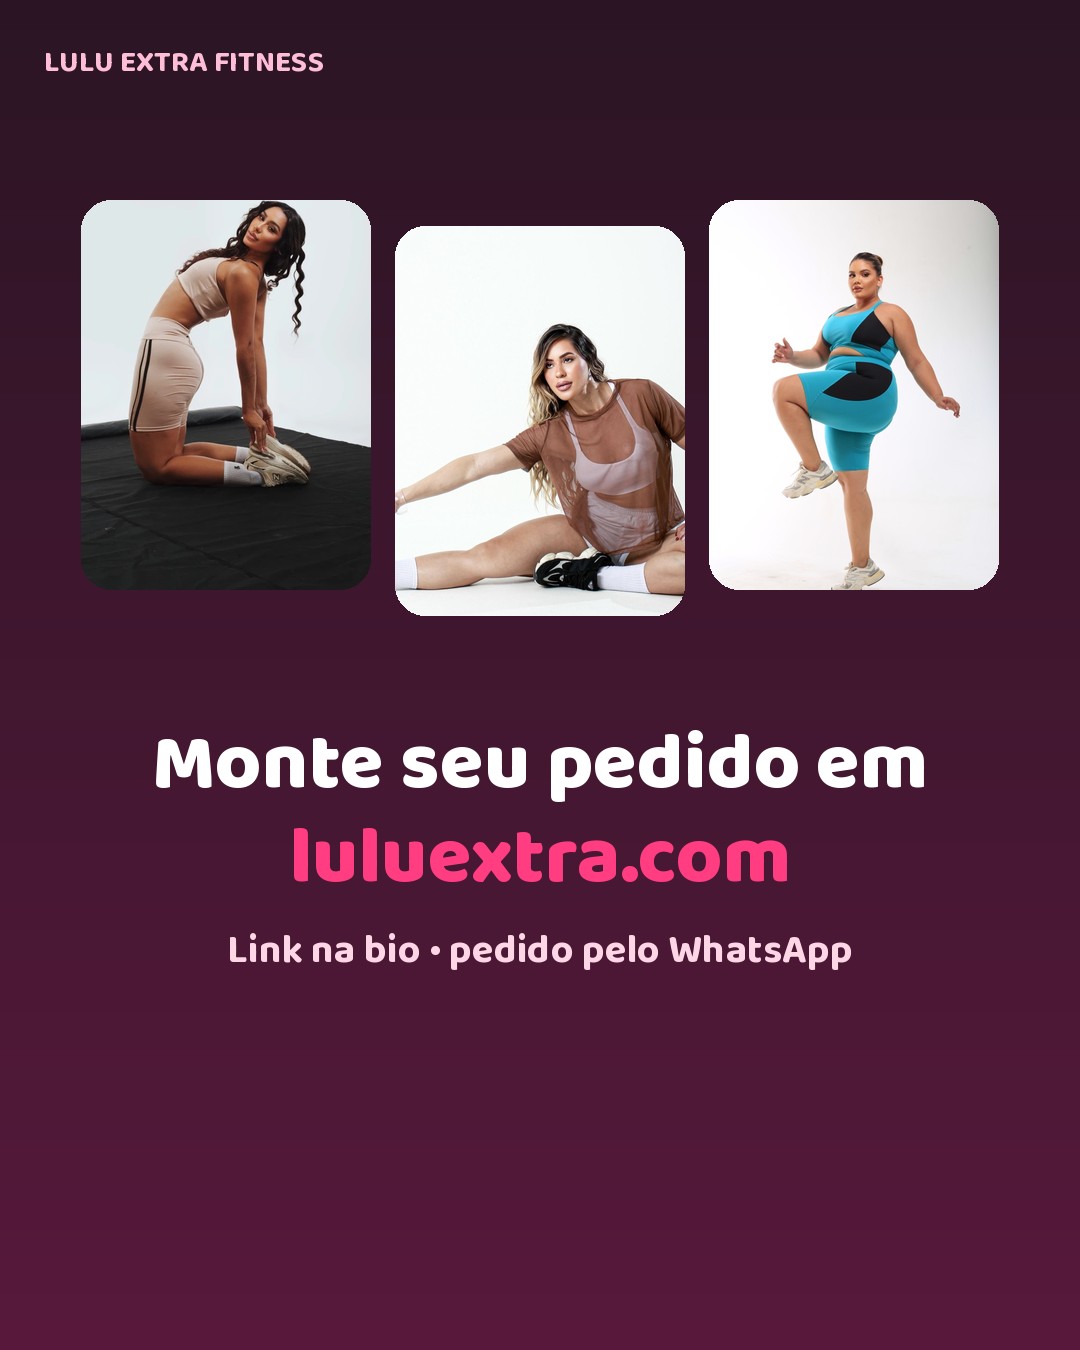 LULU EXTRA FITNESS
Monte seu pedido em
luluextra.com
Link na bio • pedido pelo WhatsApp